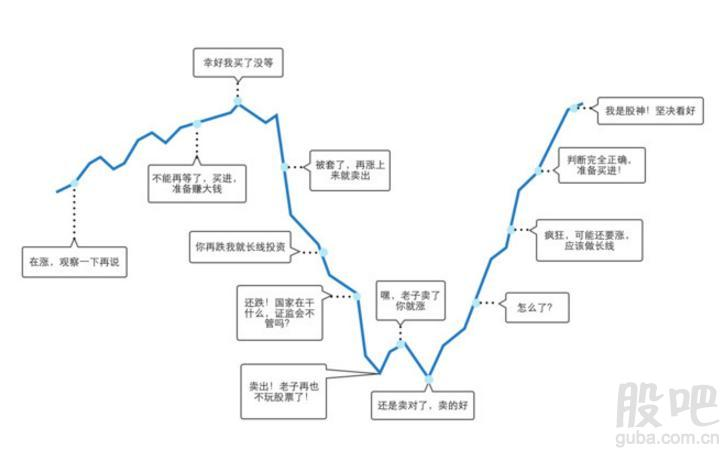 在涨，观察一下再说
不能再等了，买进，
准备赚大钱
幸好我买了没等
被套了，再涨上
来就卖出
你再跌我就长线投资
还跌！国家在干
什么，证监会不
管吗？
卖出！老子再也
不玩股票了！
嘿，老子卖了
你就涨
还是卖对了，卖的好
怎么了？
疯狂，可能还要涨，
应该做长线
判断完全正确，
准备买进！
我是股神！坚决看好
股吧
guba.com.cn